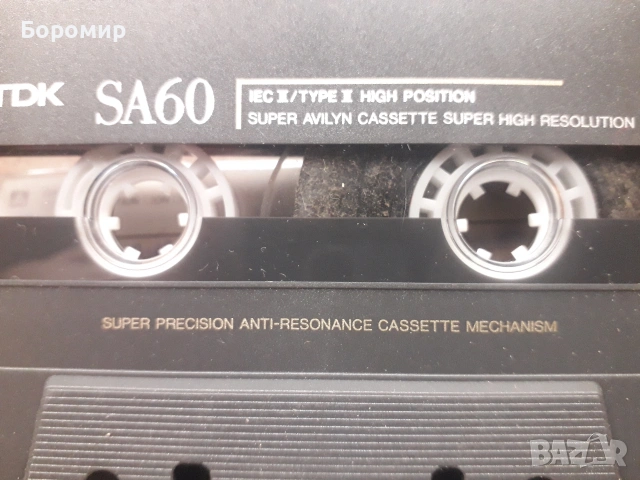 Боромир
TDK SA60
IEC II/TYPE II HIGH POSITION
SUPER AVILYN CASSETTE SUPER HIGH RESOLUTION
SUPER PRECISION ANTI-RESONANCE CASSETTE MECHANISM
BAZAR